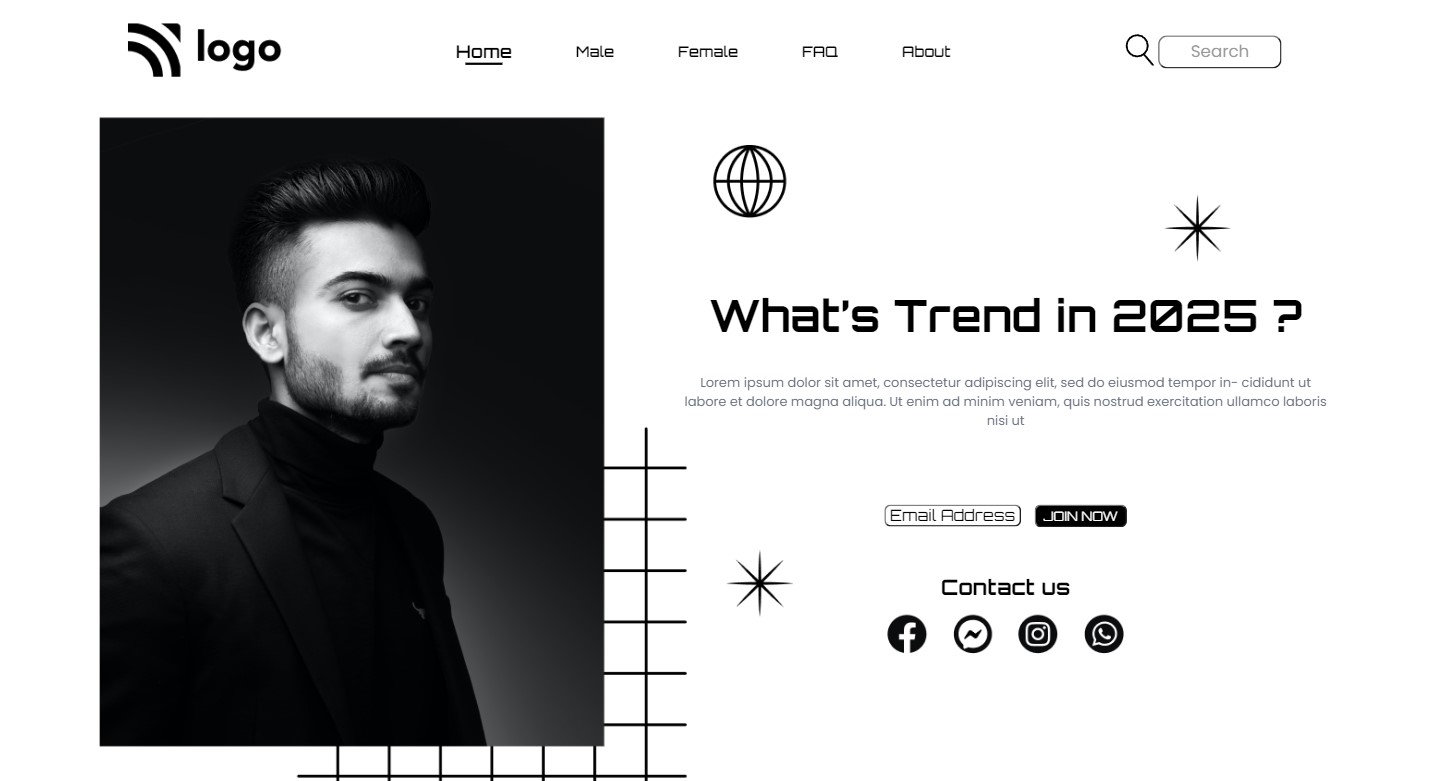 logo
Home
Male
Female
FAQ
About
Search
What's Trend in 2025 ?
Lorem ipsum dolor sit amet, consectetur adipiscing elit, sed do eiusmod tempor in- cididunt ut
labore et dolore magna aliqua. Ut enim ad minim veniam, quis nostrud exercitation ullamco laboris
nisi ut
Email Address
JOIN NOW
Contact us